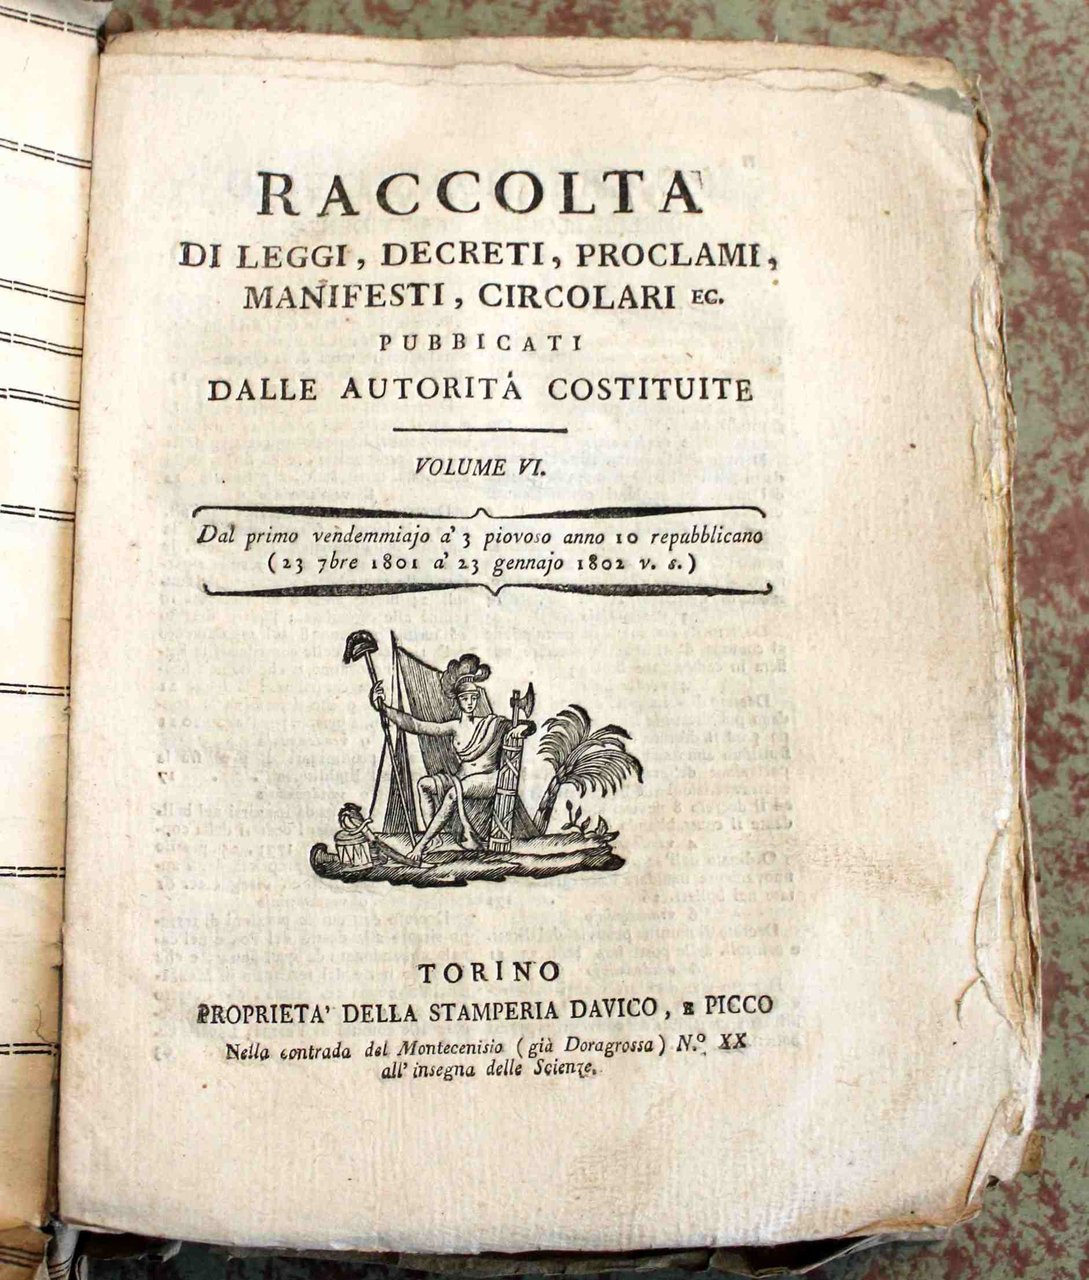 RACCOLTA
DI LEGGI, DECRETI, PROCLAMI,
MANIFESTI, CIRCOLARI EC.
PUBBICATI
DALLE AUTORITÁ COSTITUITE
VOLUME VI.
Dal primo vendemmiajo a' 3 piovoso anno 10 repubblicano
(23 7bre 1801 a' 23 gennajo 1802 v. s.)
TORINO
PROPRIETA' DELLA STAMPERIA DAVICO, E PICCO
Nella contrada del Montecenisio (già Doragrossa) N.º XX
all' insegna delle Scienze.